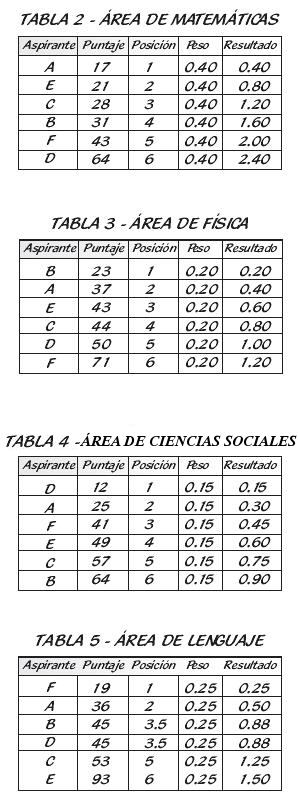 TABLA 2 - ÁREA DE MATEMÁTICAS
Aspirante Puntaje Posición Peso Resultado
A 17 1 0.40 0.40
E 21 2 0.40 0.80
C 28 3 0.40 1.20
B 31 4 0.40 1.60
F 43 5 0.40 2.00
D 64 6 0.40 2.40
TABLA 3 - ÁREA DE FÍSICA
Aspirante Puntaje Posición Peso Resultado
B 23 1 0.20 0.20
A 37 2 0.20 0.40
E 43 3 0.20 0.60
C 44 4 0.20 0.80
D 50 5 0.20 1.00
F 71 6 0.20 1.20
TABLA 4 -ÁREA DE CIENCIAS SOCIALES
Aspirante Puntaje Posición Peso Resultado
D 12 1 0.15 0.15
A 25 2 0.15 0.30
F 41 3 0.15 0.45
E 49 4 0.15 0.60
C 57 5 0.15 0.75
B 64 6 0.15 0.90
TABLA 5 - ÁREA DE LENGUAJE
Aspirante Puntaje Posición Peso Resultado
F 19 1 0.25 0.25
A 36 2 0.25 0.50
B 45 3.5 0.25 0.88
D 45 3.5 0.25 0.88
C 53 5 0.25 1.25
E 93 6 0.25 1.50